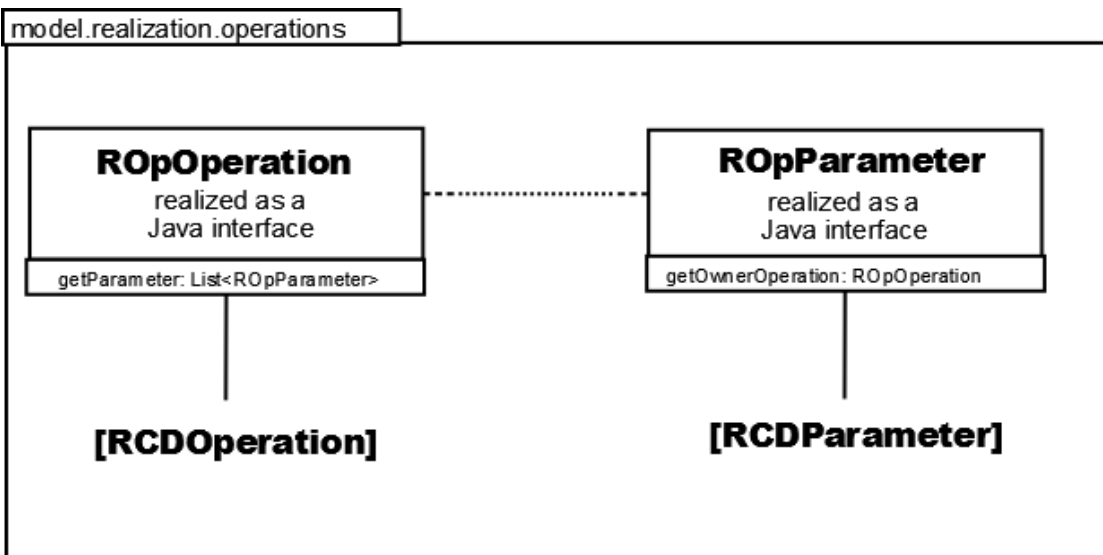 model.realization.operations
ROpOperation
realized as a
Java interface
getParameter: List<ROpParameter>
[RCDOperation]
ROpParameter
realized as a
Java interface
getOwnerOperation: ROpOperation
[RCDParameter]